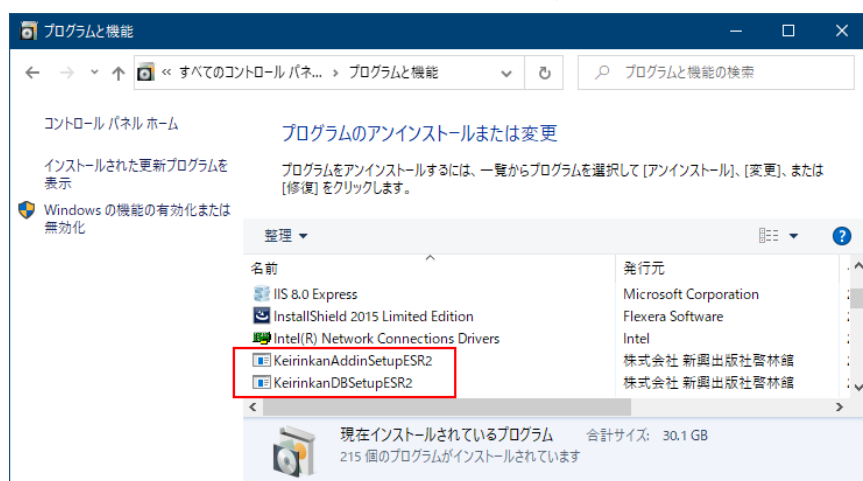 プログラムと機能
« すべてのコントロール パネ... › プログラムと機能
プログラムと機能の検索
コントロール パネル ホーム
インストールされた更新プログラムを
表示
Windows の機能の有効化または
無効化
プログラムのアンインストールまたは変更
プログラムをアンインストールするには、一覧からプログラムを選択して [アンインストール]、[変更]、または
[修復] をクリックします。
整理
名前 発行元
IIS 8.0 Express Microsoft Corporation
InstallShield 2015 Limited Edition Flexera Software
Intel(R) Network Connections Drivers Intel
KeirinkanAddinSetupESR2 株式会社 新興出版社啓林館
KeirinkanDBSetupESR2 株式会社 新興出版社啓林館
現在インストールされているプログラム 合計サイズ: 30.1 GB
215 個のプログラムがインストールされています